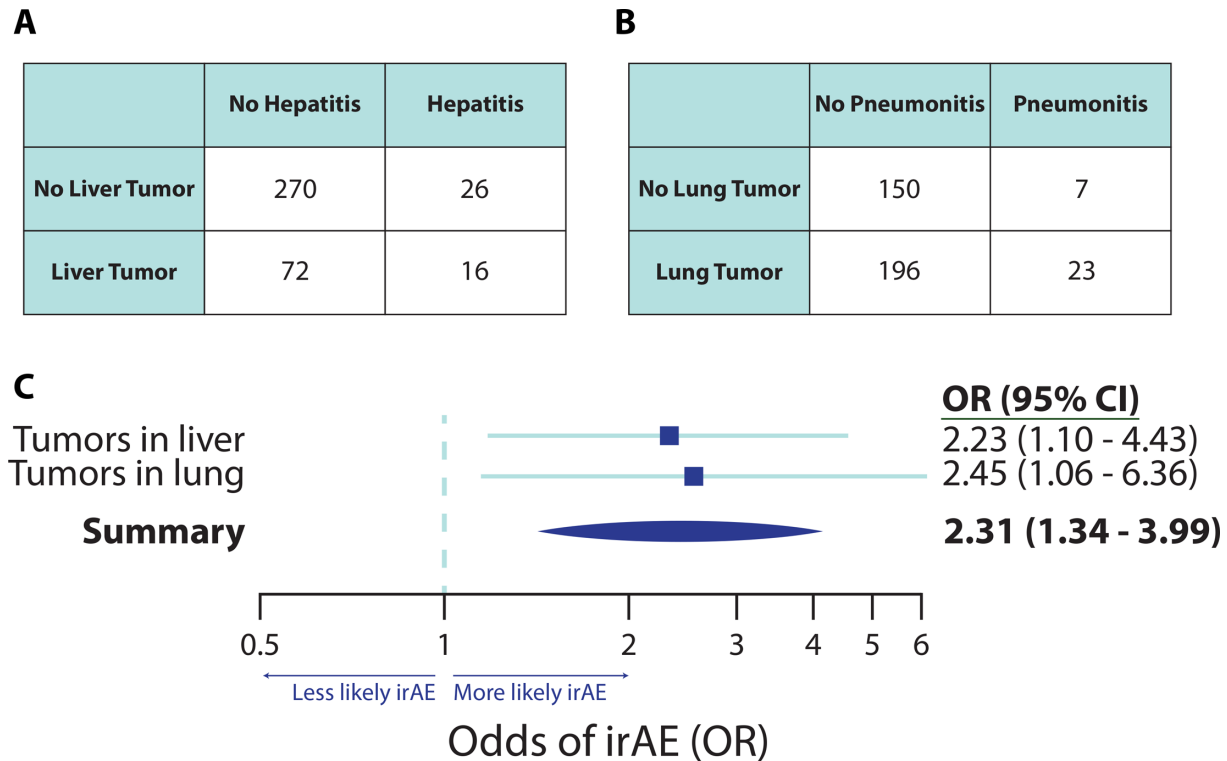 A
No Hepatitis Hepatitis
No Liver Tumor 270 26
Liver Tumor 72 16
B
No Pneumonitis Pneumonitis
No Lung Tumor 150 7
Lung Tumor 196 23
C
OR (95% CI)
Tumors in liver 2.23 (1.10 - 4.43)
Tumors in lung 2.45 (1.06 - 6.36)
Summary 2.31 (1.34 - 3.99)
0.5 1 2 3 4 5 6
Less likely irAE More likely irAE
Odds of irAE (OR)